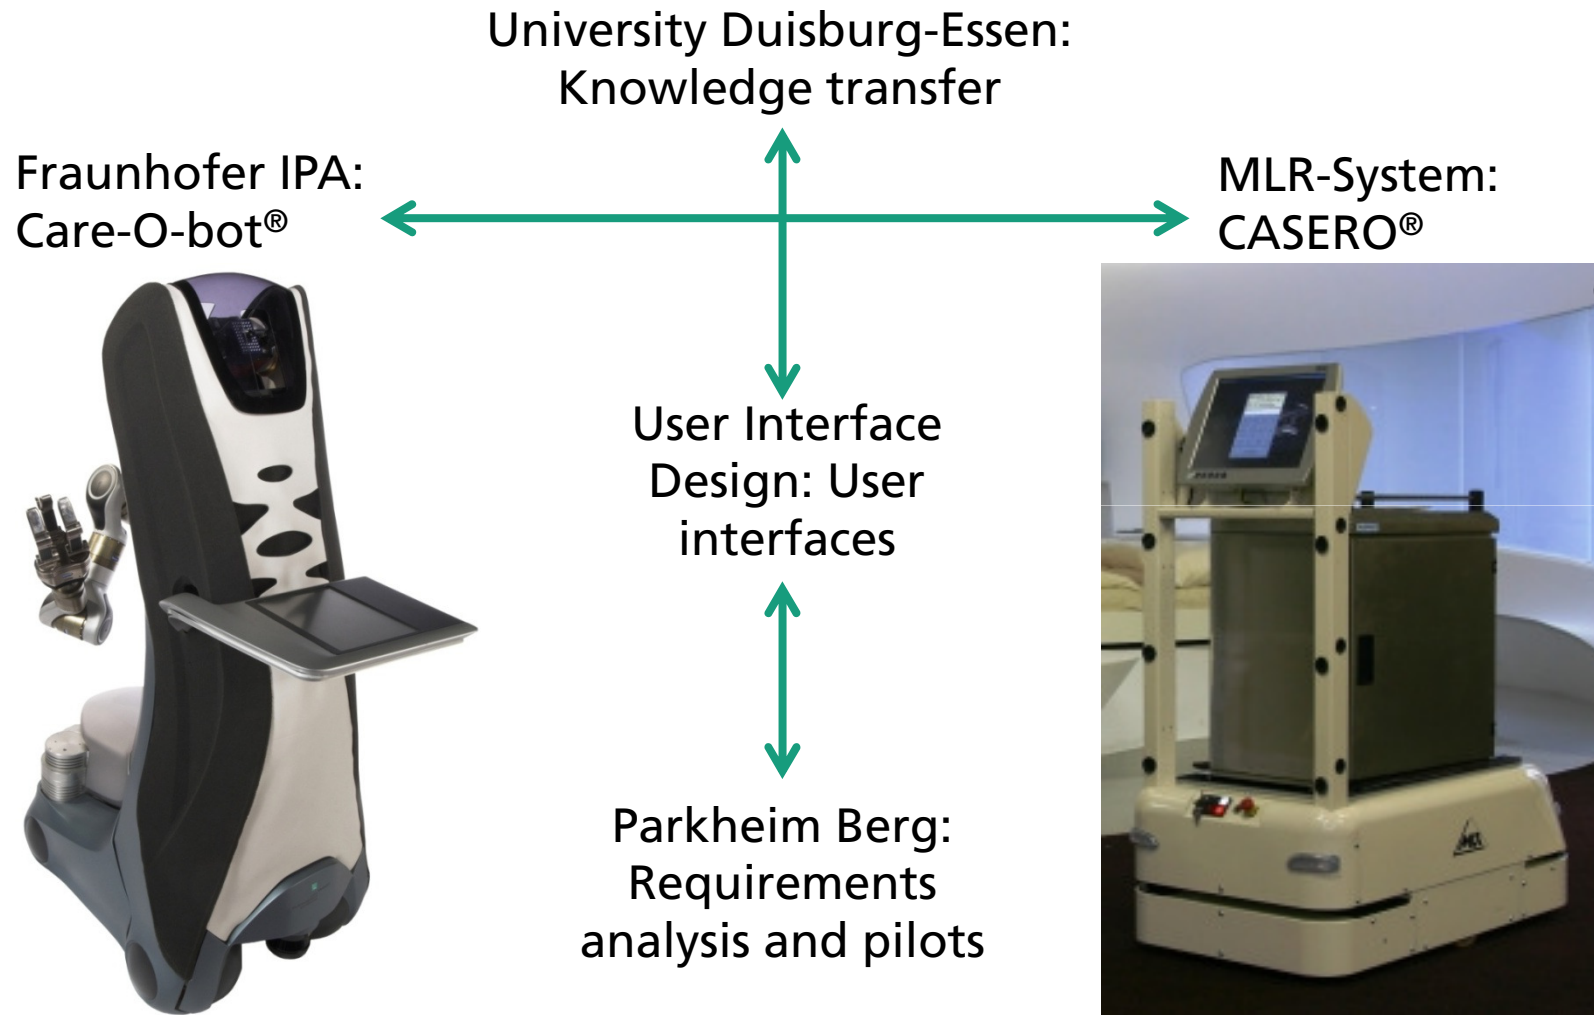 University Duisburg-Essen:
Knowledge transfer
Fraunhofer IPA:
Care-O-bot®
MLR-System:
CASERO®
User Interface
Design: User
interfaces
Parkheim Berg:
Requirements
analysis and pilots